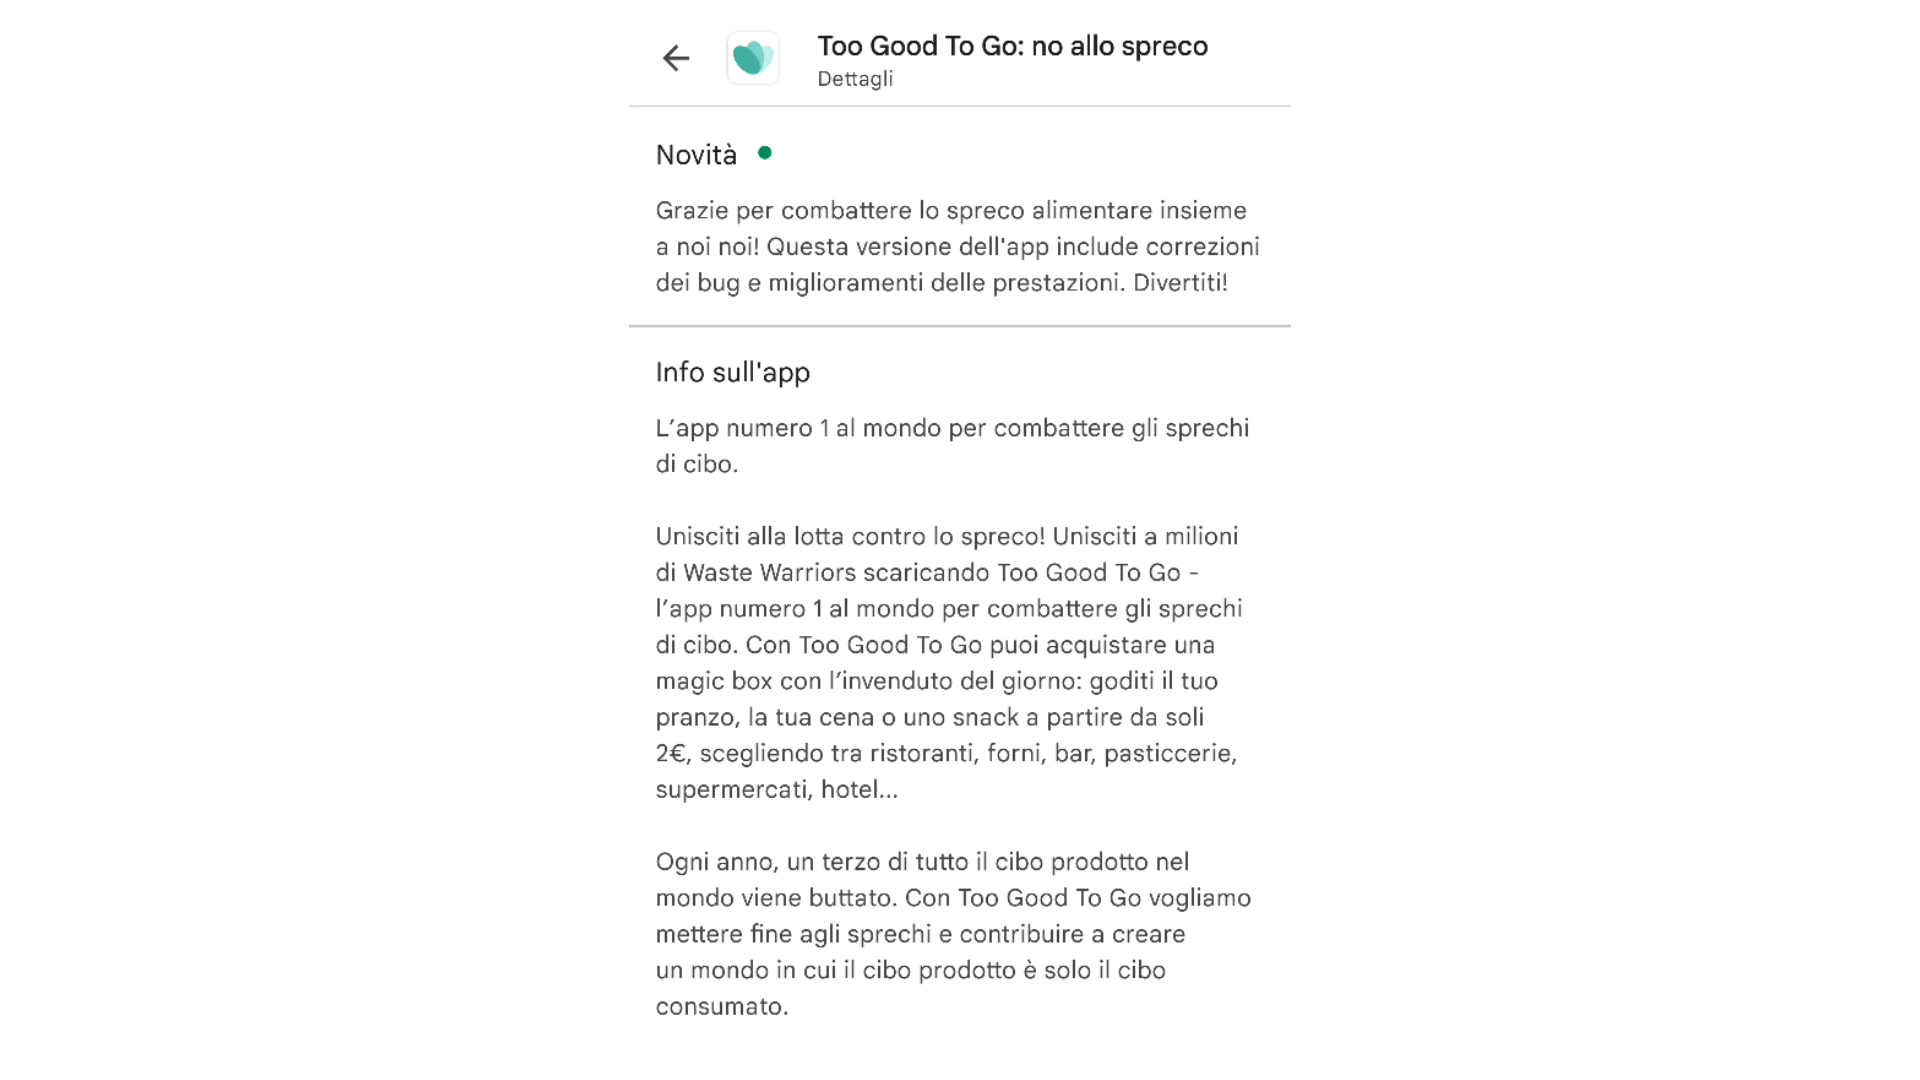 Too Good To Go: no allo spreco
Dettagli
Novità
Grazie per combattere lo spreco alimentare insieme
a noi noi! Questa versione dell'app include correzioni
dei bug e miglioramenti delle prestazioni. Divertiti!
Info sull'app
L’app numero 1 al mondo per combattere gli sprechi
di cibo.
Unisciti alla lotta contro lo spreco! Unisciti a milioni
di Waste Warriors scaricando Too Good To Go -
l’app numero 1 al mondo per combattere gli sprechi
di cibo. Con Too Good To Go puoi acquistare una
magic box con l’invenduto del giorno: goditi il tuo
pranzo, la tua cena o uno snack a partire da soli
2€, scegliendo tra ristoranti, forni, bar, pasticcerie,
supermercati, hotel...
Ogni anno, un terzo di tutto il cibo prodotto nel
mondo viene buttato. Con Too Good To Go vogliamo
mettere fine agli sprechi e contribuire a creare
un mondo in cui il cibo prodotto è solo il cibo
consumato.